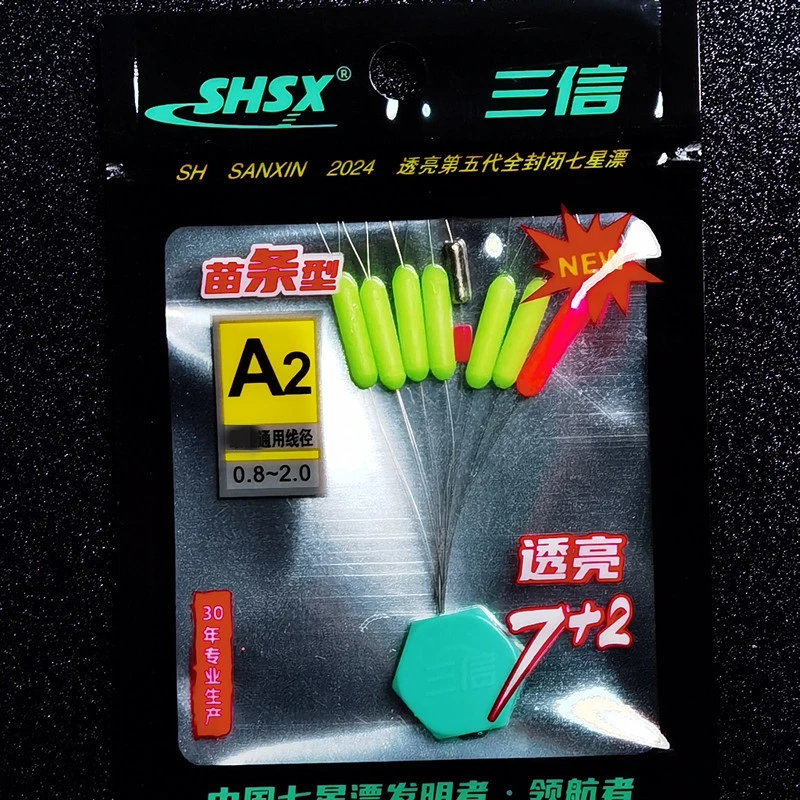 SHSX® 三信
SH SANXIN 2024 透亮第五代全封闭七星漂
NEW
苗条型
A2
通用线径
0.8~2.0
透亮
7+2
30年专业生产
三信
中国七星漂发明者·领航者